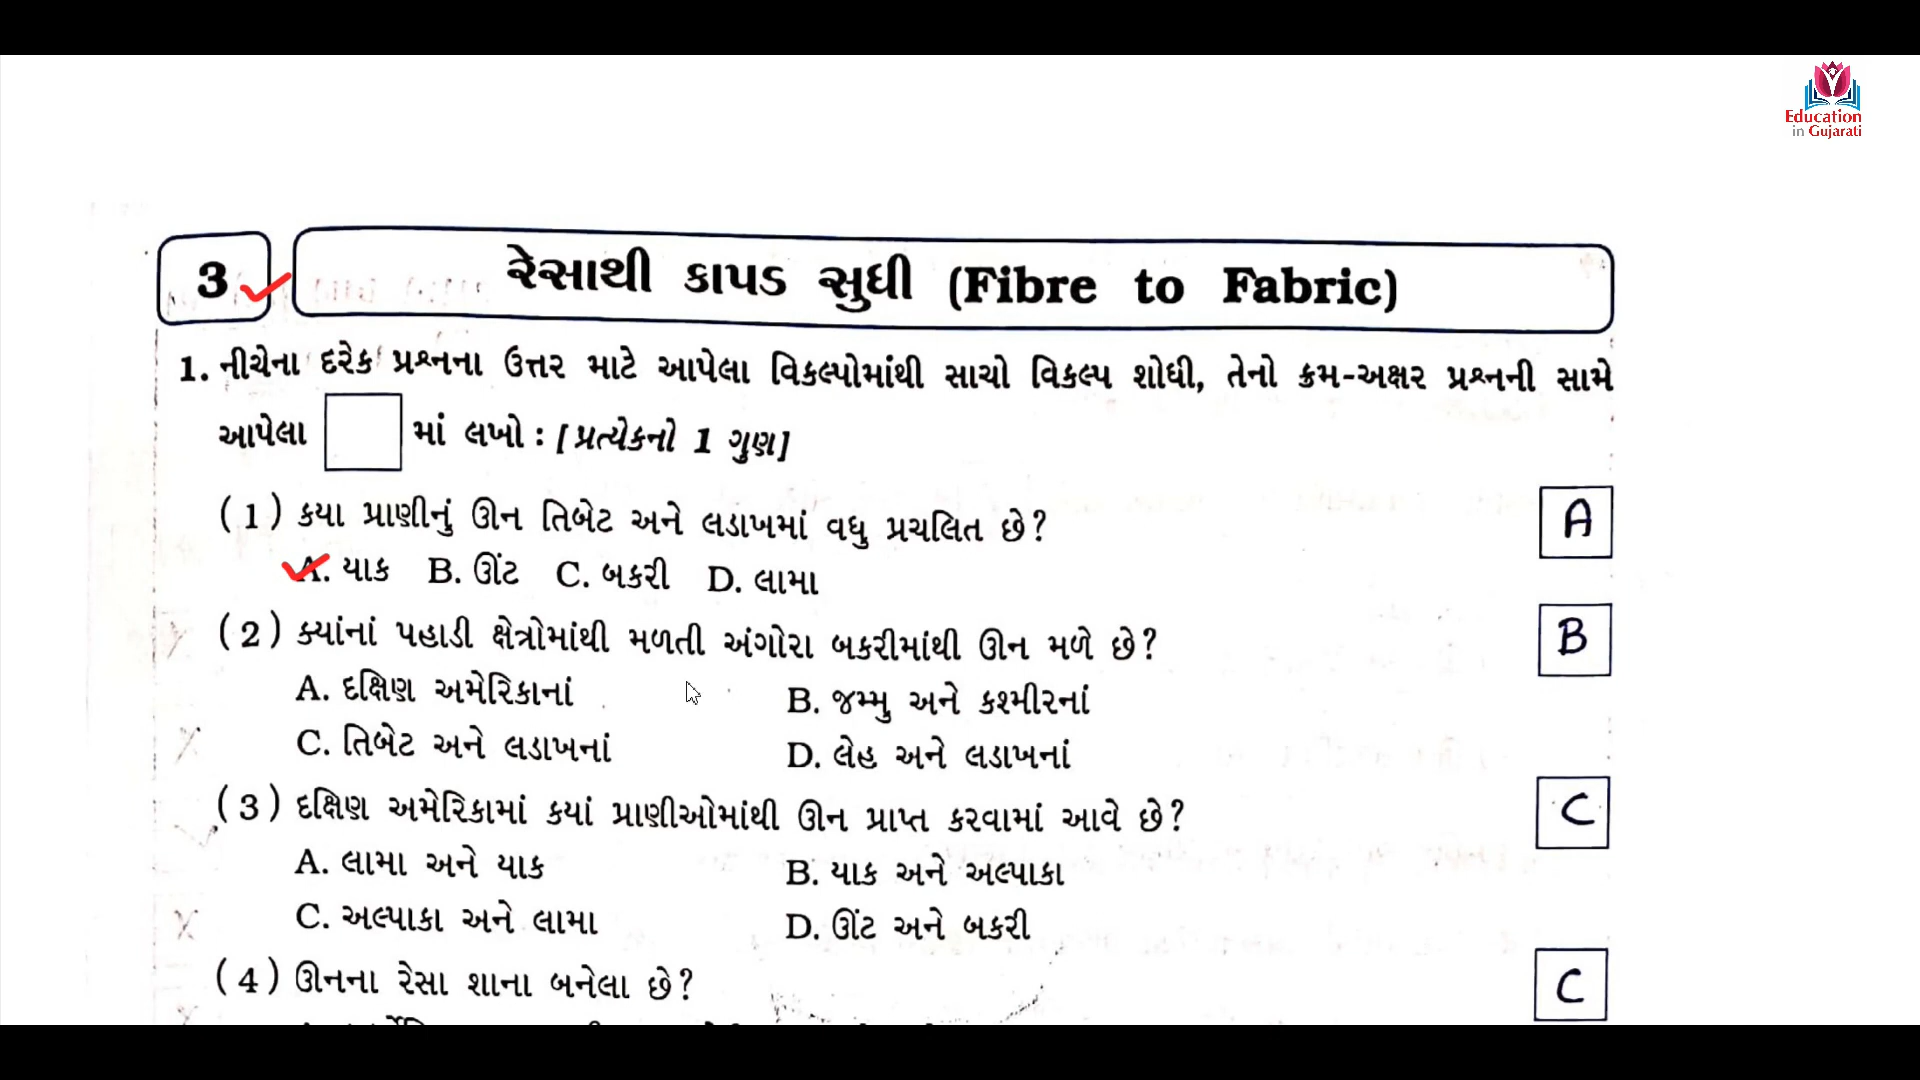 Education
in Gujarati
3 રેસાથી કાપડ સુધી (Fibre to Fabric)
1. નીચેના દરેક પ્રશ્નના ઉત્તર માટે આપેલા વિકલ્પોમાંથી સાચો વિકલ્પ શોધી, તેનો ક્રમ-અક્ષર પ્રશ્નની સામે
આપેલા માં લખો : [પ્રત્યેકનો 1 ગુણ]
(1) કયા પ્રાણીનું ઊન તિબેટ અને લડાખમાં વધુ પ્રચલિત છે? A
A. યાક B. ઊંટ C. બકરી D. લામા
(2) ક્યાંનાં પહાડી ક્ષેત્રોમાંથી મળતી અંગોરા બકરીમાંથી ઊન મળે છે? B
A. દક્ષિણ અમેરિકાનાં B. જમ્મુ અને કશ્મીરનાં
C. તિબેટ અને લડાખનાં D. લેહ અને લડાખનાં
(3) દક્ષિણ અમેરિકામાં કયાં પ્રાણીઓમાંથી ઊન પ્રાપ્ત કરવામાં આવે છે? C
A. લામા અને યાક B. યાક અને અલ્પાકા
C. અલ્પાકા અને લામા D. ઊંટ અને બકરી
(4) ઊનના રેસા શાના બનેલા છે? C